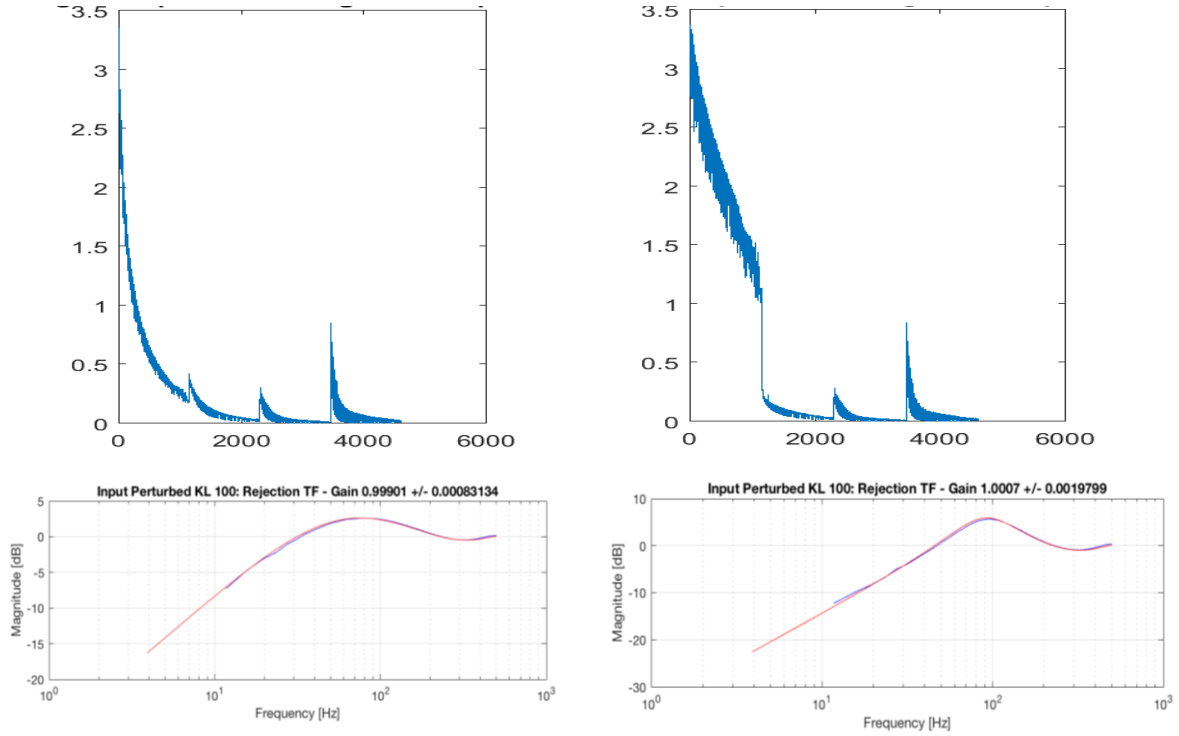 3.5
3
2.5
2
1.5
1
0.5
0
0 2000 4000 6000
3.5
3
2.5
2
1.5
1
0.5
0
0 2000 4000 6000
Input Perturbed KL 100: Rejection TF - Gain 0.99901 +/- 0.00083134
5
0
-5
-10
-15
-20
Magnitude [dB]
10^0 10^1 10^2 10^3
Frequency [Hz]
Input Perturbed KL 100: Rejection TF - Gain 1.0007 +/- 0.0019799
10
0
-10
-20
-30
Magnitude [dB]
10^0 10^1 10^2 10^3
Frequency [Hz]